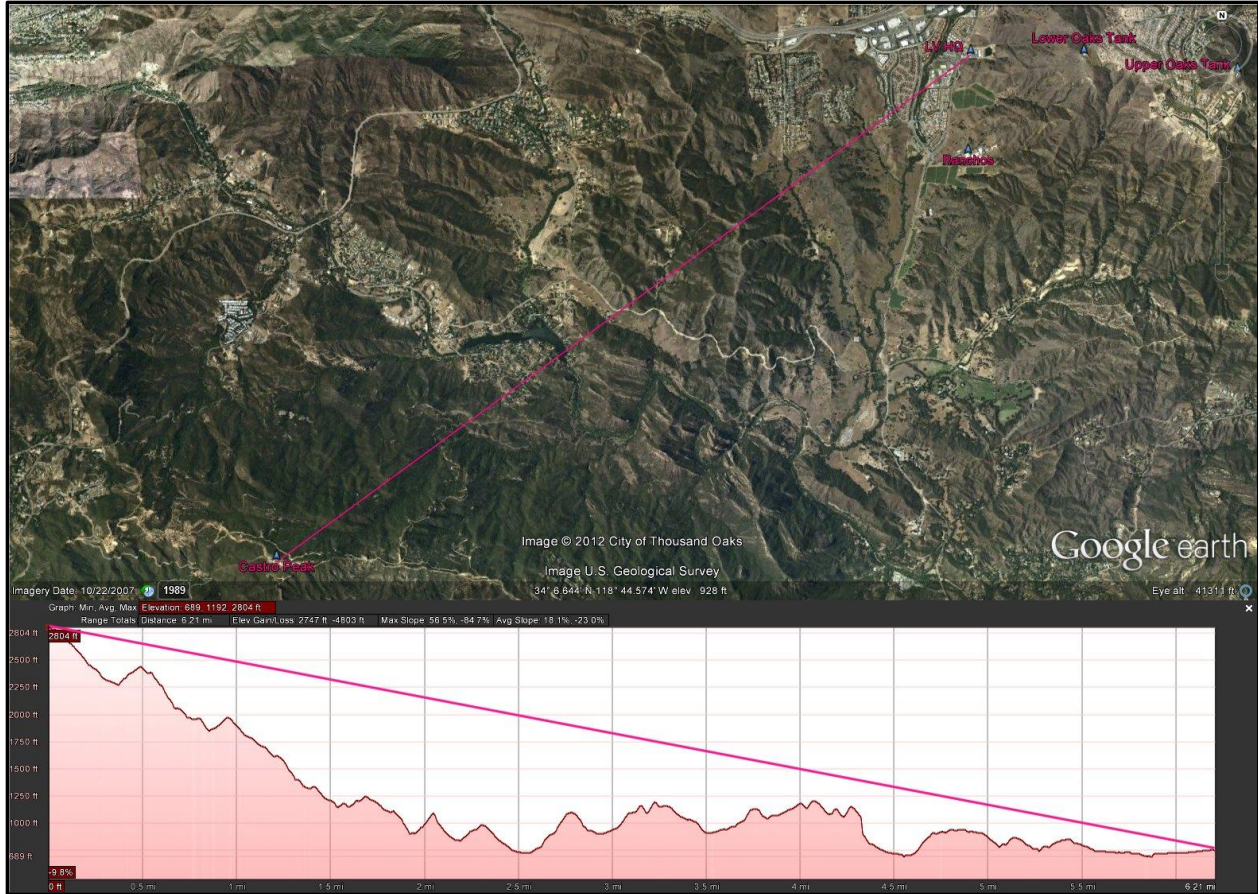 N
LV HQ
Lower Oaks Tank
Upper Oaks Tank
Ranchos
Castro Peak
Image © 2012 City of Thousand Oaks
Image U.S. Geological Survey
Google earth
Imagery Date: 10/22/2007 1989 34° 6.644' N 118° 44.574' W elev 928 ft Eye alt 41311 ft
Graph: Min, Avg, Max Elevation: 689, 1192, 2804 ft
Range Totals: Distance: 6.21 mi Elev Gain/Loss: 2747 ft, -4803 ft Max Slope: 56.5%, -84.7% Avg Slope: 18.1%, -23.0%
2804 ft
2804 ft
2500 ft
2250 ft
2000 ft
1750 ft
1500 ft
1250 ft
1000 ft
689 ft
-9.8%
0 ft 0.5 mi 1 mi 1.5 mi 2 mi 2.5 mi 3 mi 3.5 mi 4 mi 4.5 mi 5 mi 5.5 mi 6.21 mi